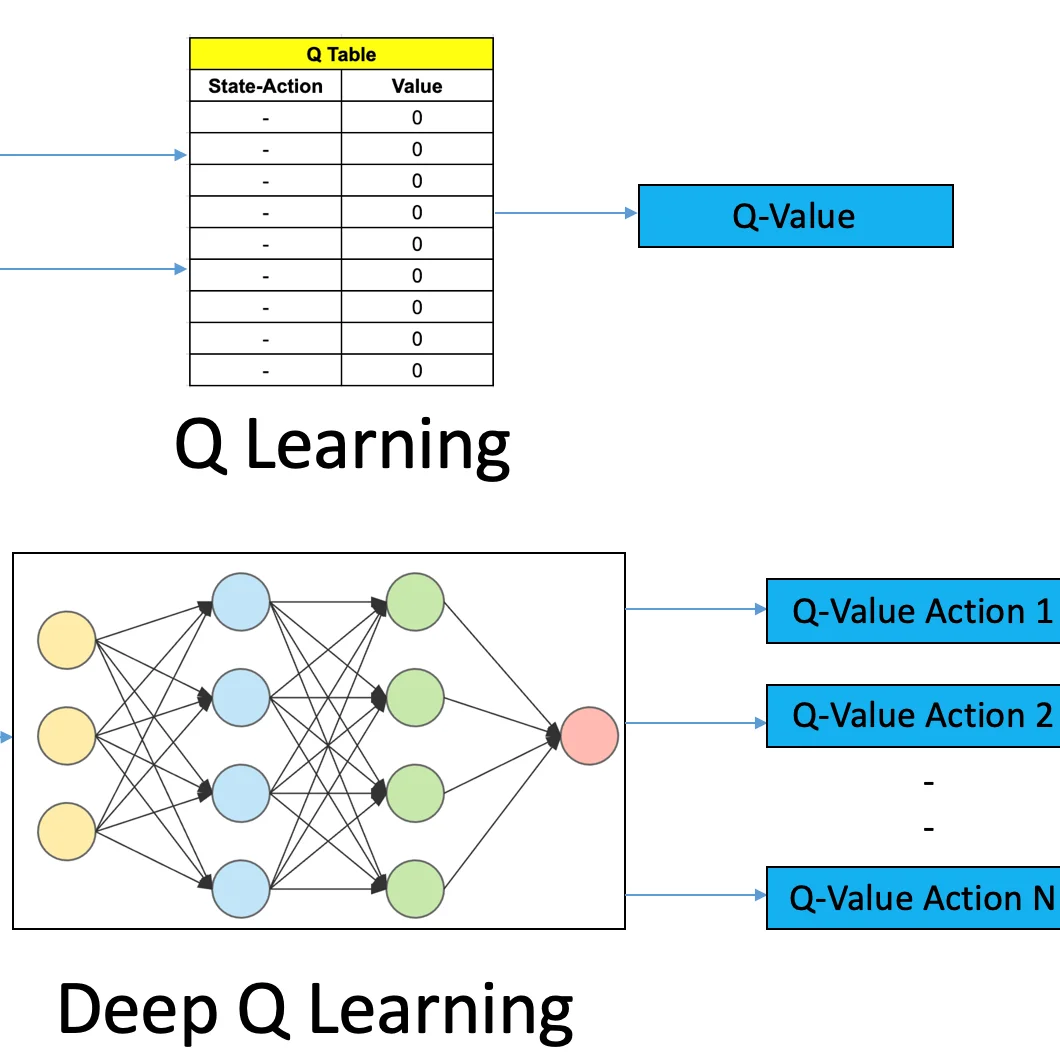 Q Table
State-Action Value
- 0
- 0
- 0
- 0
- 0
- 0
- 0
- 0
- 0
Q-Value
Q Learning
Q-Value Action 1
Q-Value Action 2
-
-
Q-Value Action N
Deep Q Learning